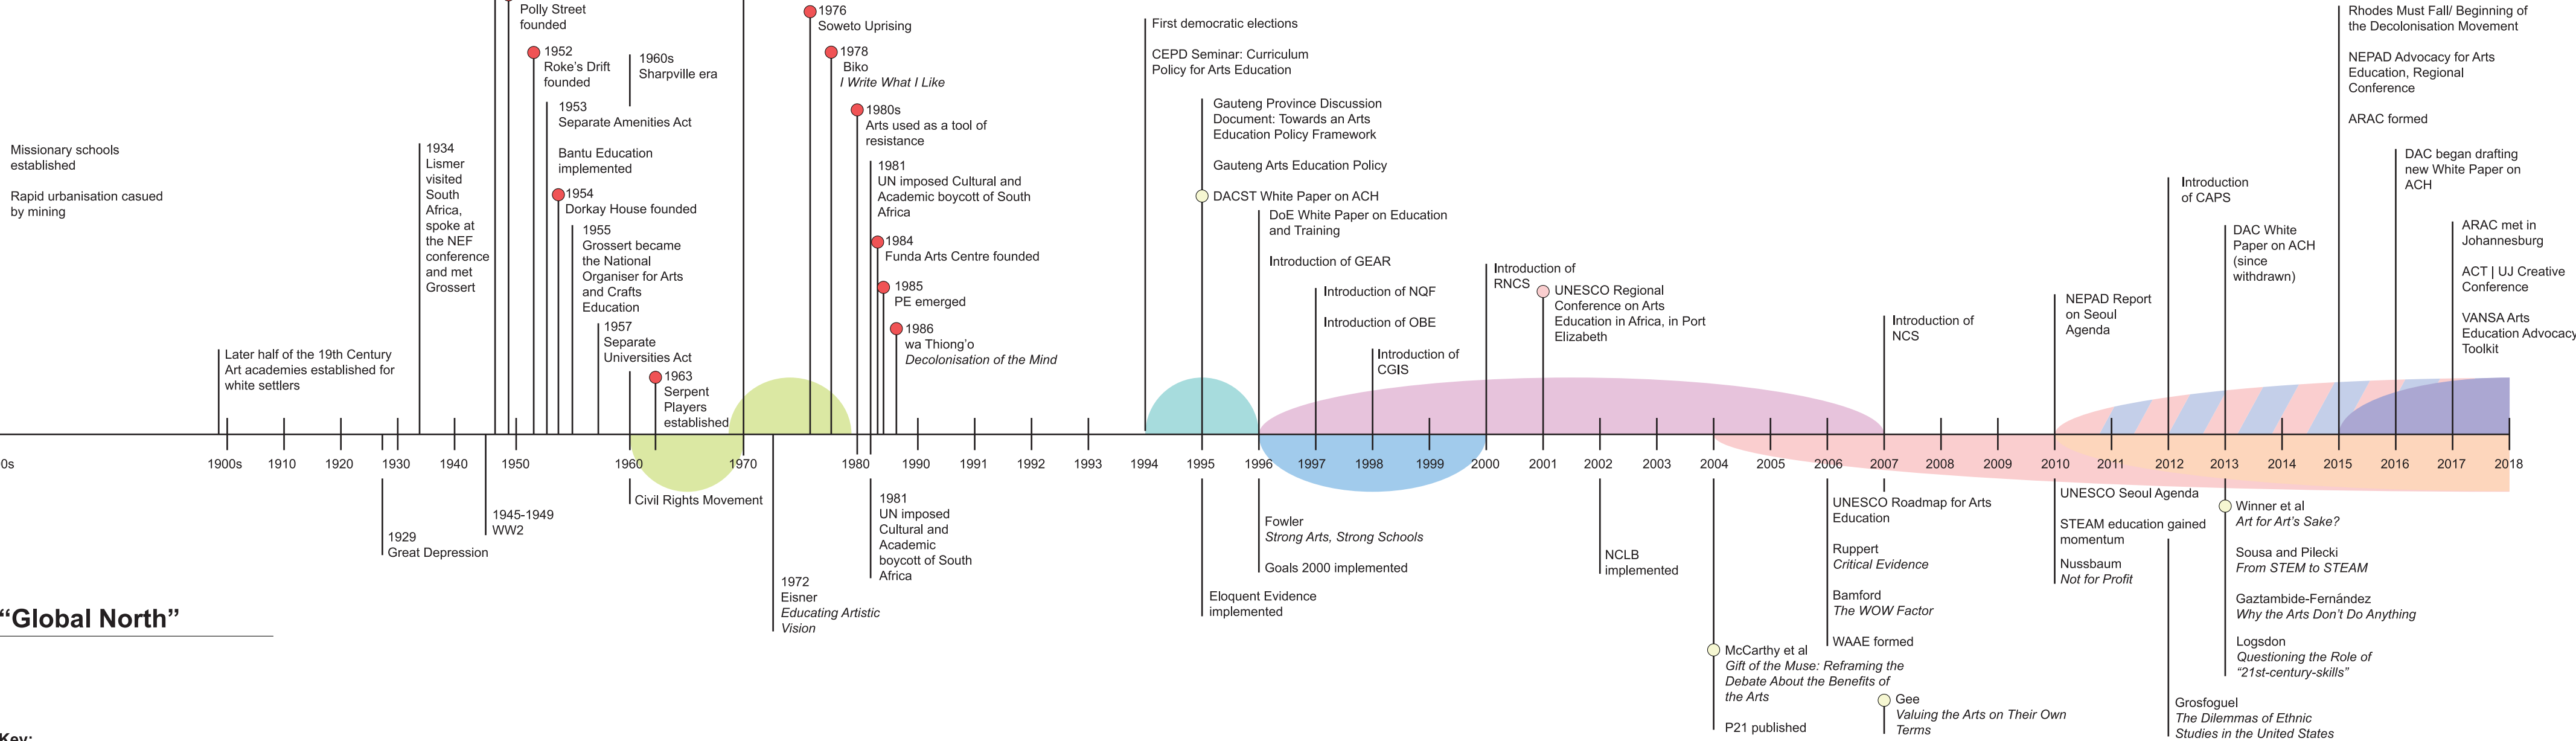 Missionary schools
established
Rapid urbanisation casued
by mining
Later half of the 19th Century
Art academies established for
white settlers
1934
Lismer
visited
South
Africa,
spoke at
the NEF
conference
and met
Grossert
Polly Street
founded
1952
Roke's Drift
founded
1953
Separate Amenities Act
Bantu Education
implemented
1954
Dorkay House founded
1955
Grossert became
the National
Organiser for Arts
and Crafts
Education
1957
Separate
Universities Act
1960s
Sharpville era
1963
Serpent
Players
established
1976
Soweto Uprising
1978
Biko
I Write What I Like
1980s
Arts used as a tool of
resistance
1981
UN imposed Cultural and
Academic boycott of South
Africa
1984
Funda Arts Centre founded
1985
PE emerged
1986
wa Thiong'o
Decolonisation of the Mind
First democratic elections
CEPD Seminar: Curriculum
Policy for Arts Education
Gauteng Province Discussion
Document: Towards an Arts
Education Policy Framework
Gauteng Arts Education Policy
DACST White Paper on ACH
DoE White Paper on Education
and Training
Introduction of GEAR
Introduction of NQF
Introduction of OBE
Introduction of
CGIS
Introduction of
RNCS
UNESCO Regional
Conference on Arts
Education in Africa, in Port
Elizabeth
Introduction of
NCS
NEPAD Report
on Seoul
Agenda
Introduction
of CAPS
DAC White
Paper on ACH
(since
withdrawn)
Rhodes Must Fall/ Beginning of
the Decolonisation Movement
NEPAD Advocacy for Arts
Education, Regional
Conference
ARAC formed
DAC began drafting
new White Paper on
ACH
ARAC met in
Johannesburg
ACT | UJ Creative
Conference
VANSA Arts
Education Advocacy
Toolkit
0s 1900s 1910 1920 1930 1940 1950 1960 1970 1980 1990 1991 1992 1993 1994 1995 1996 1997 1998 1999 2000 2001 2002 2003 2004 2005 2006 2007 2008 2009 2010 2011 2012 2013 2014 2015 2016 2017 2018
1929
Great Depression
1945-1949
WW2
Civil Rights Movement
1972
Eisner
Educating Artistic
Vision
1981
UN imposed
Cultural and
Academic
boycott of South
Africa
Eloquent Evidence
implemented
Fowler
Strong Arts, Strong Schools
Goals 2000 implemented
NCLB
implemented
McCarthy et al
Gift of the Muse: Reframing the
Debate About the Benefits of
the Arts
P21 published
UNESCO Roadmap for Arts
Education
Ruppert
Critical Evidence
Bamford
The WOW Factor
WAAE formed
Gee
Valuing the Arts on Their Own
Terms
UNESCO Seoul Agenda
STEAM education gained
momentum
Nussbaum
Not for Profit
Grosfoguel
The Dilemmas of Ethnic
Studies in the United States
Winner et al
Art for Art's Sake?
Sousa and Pilecki
From STEM to STEAM
Gaztambide-Fernández
Why the Arts Don't Do Anything
Logsdon
Questioning the Role of
"21st-century-skills"
"Global North"
Key: